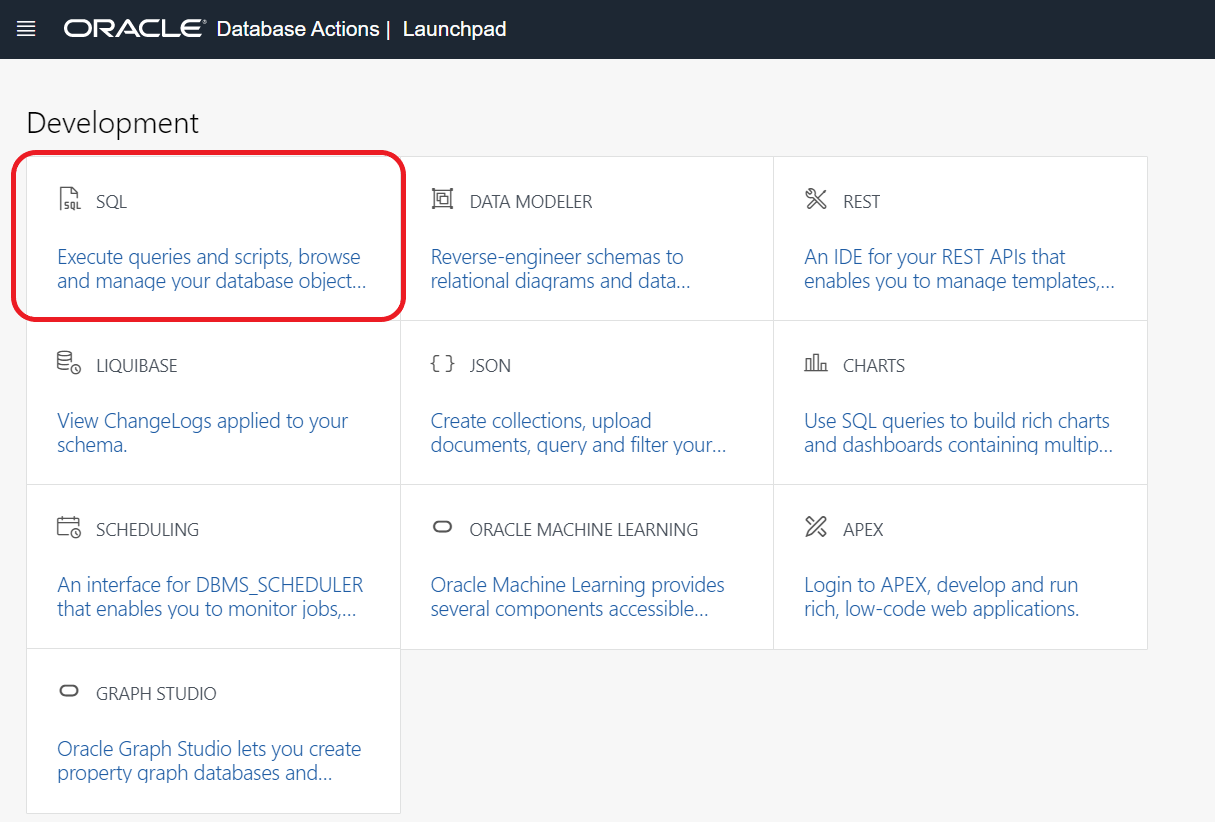 ORACLE® Database Actions | Launchpad
Development
SQL
Execute queries and scripts, browse
and manage your database object...
DATA MODELER
Reverse-engineer schemas to
relational diagrams and data...
REST
An IDE for your REST APIs that
enables you to manage templates,...
LIQUIBASE
View ChangeLogs applied to your
schema.
JSON
Create collections, upload
documents, query and filter your...
CHARTS
Use SQL queries to build rich charts
and dashboards containing multip...
SCHEDULING
An interface for DBMS_SCHEDULER
that enables you to monitor jobs,...
ORACLE MACHINE LEARNING
Oracle Machine Learning provides
several components accessible...
APEX
Login to APEX, develop and run
rich, low-code web applications.
GRAPH STUDIO
Oracle Graph Studio lets you create
property graph databases and...